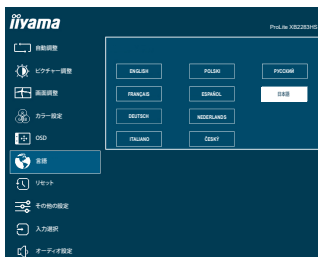 iiyama
ProLite XB2283HS
自動調整
ピクチャー調整
画面調整
カラー設定
OSD
言語
リセット
その他の設定
入力選択
オーディオ設定
ENGLISH
POLSKI
РУССКИЙ
FRANÇAIS
ESPAÑOL
日本語
DEUTSCH
NEDERLANDS
ITALIANO
ČESKÝ